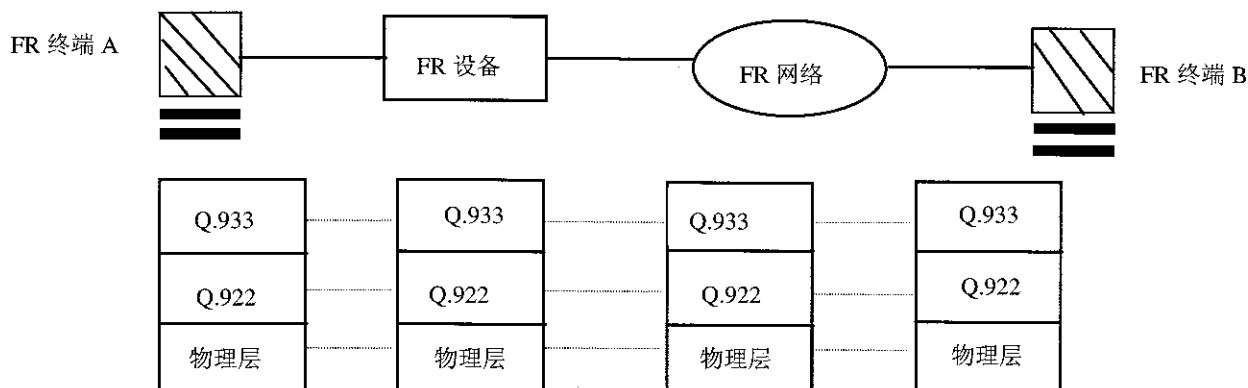 FR 终端 A
FR 设备
FR 网络
FR 终端 B
Q.933 Q.933 Q.933 Q.933
Q.922 Q.922 Q.922 Q.922
物理层 物理层 物理层 物理层